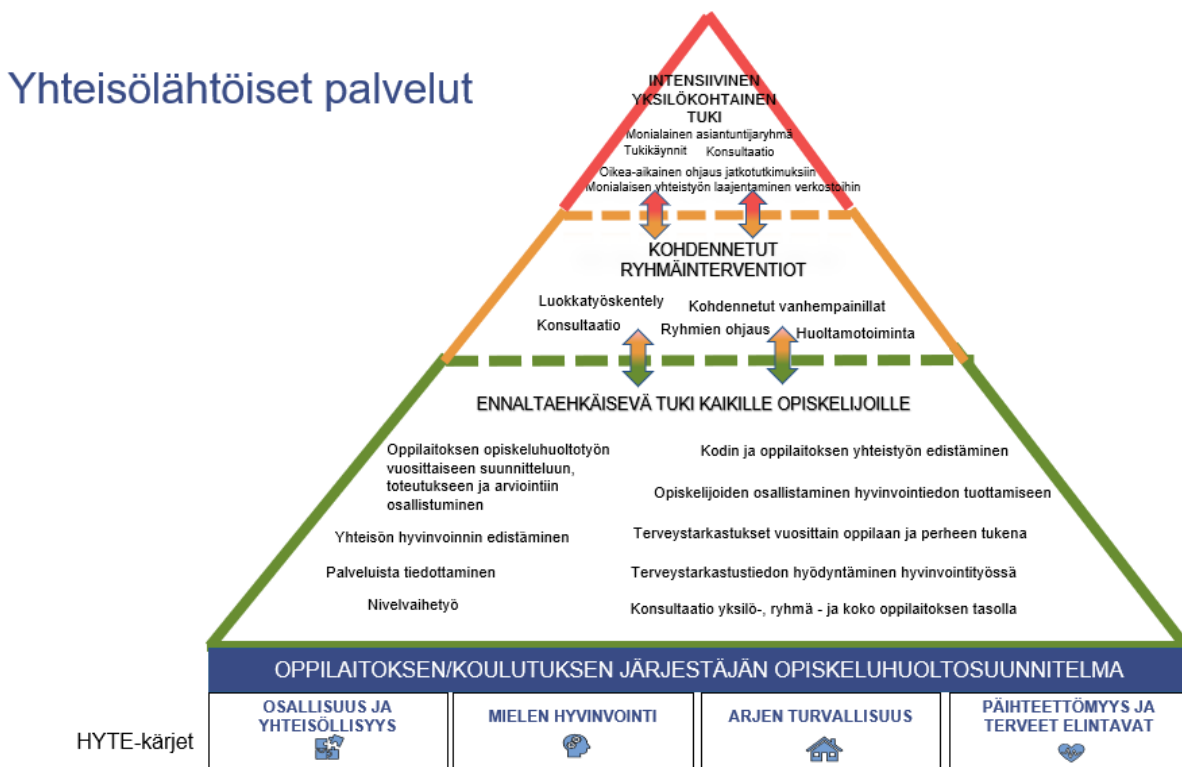 Yhteisölähtöiset palvelut
INTENSIIVINEN
YKSILÖKOHTAINEN
TUKI
Monialainen asiantuntijaryhmä
Tukikäynnit Konsultaatio
Oikea-aikainen ohjaus jatkotutkimuksiin
Monialaisen yhteistyön laajentaminen verkostoihin
KOHDENNETUT
RYHMÄINTERVENTIOT
Luokkatyöskentely Kohdennetut vanhempainillat
Konsultaatio Ryhmien ohjaus Huoltamotoiminta
ENNALTAEHKÄISEVÄ TUKI KAIKILLE OPISKELIJOILLE
Oppilaitoksen opiskeluhuoltotyön
vuosittaiseen suunnitteluun,
toteutukseen ja arviointiin
osallistuminen
Yhteisön hyvinvoinnin edistäminen
Palveluista tiedottaminen
Nivelvaihetyö
Kodin ja oppilaitoksen yhteistyön edistäminen
Opiskelijoiden osallistaminen hyvinvointiedon tuottamiseen
Terveystarkastukset vuosittain oppilaan ja perheen tukena
Terveystarkastustiedon hyödyntäminen hyvinvointityössä
Konsultaatio yksilö-, ryhmä - ja koko oppilaitoksen tasolla
OPPILAITOKSEN/KOULUTUKSEN JÄRJESTÄJÄN OPISKELUHUOLTOSUUNNITELMA
HYTE-kärjet
OSALLISUUS JA
YHTEISÖLLISYYS
MIELEN HYVINVOINTI
ARJEN TURVALLISUUS
PÄIHTEETTÖMYYS JA
TERVEET ELINTAVAT